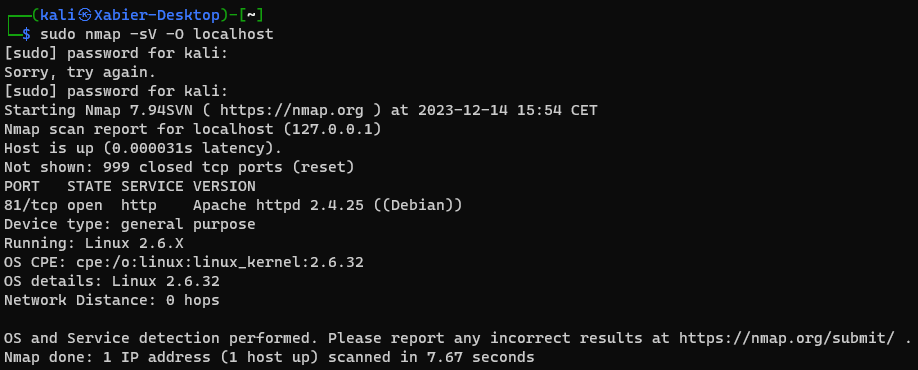 ┌──(kali㉿Xabier-Desktop)-[~]
└─$ sudo nmap -sV -O localhost
[sudo] password for kali:
Sorry, try again.
[sudo] password for kali:
Starting Nmap 7.94SVN ( https://nmap.org ) at 2023-12-14 15:54 CET
Nmap scan report for localhost (127.0.0.1)
Host is up (0.000031s latency).
Not shown: 999 closed tcp ports (reset)
PORT   STATE SERVICE VERSION
81/tcp open  http    Apache httpd 2.4.25 ((Debian))
Device type: general purpose
Running: Linux 2.6.X
OS CPE: cpe:/o:linux:linux_kernel:2.6.32
OS details: Linux 2.6.32
Network Distance: 0 hops

OS and Service detection performed. Please report any incorrect results at https://nmap.org/submit/ .
Nmap done: 1 IP address (1 host up) scanned in 7.67 seconds